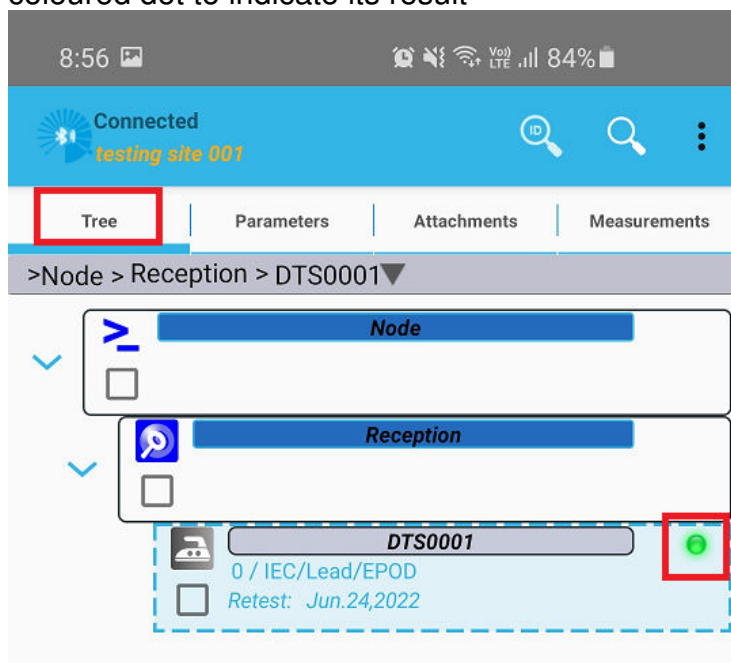 coloured dot to indicate its result
8:56 84%
Connected
testing site 001
Tree Parameters Attachments Measurements
>Node > Reception > DTS0001▼
Node
Reception
DTS0001
0 / IEC/Lead/EPOD
Retest: Jun.24,2022